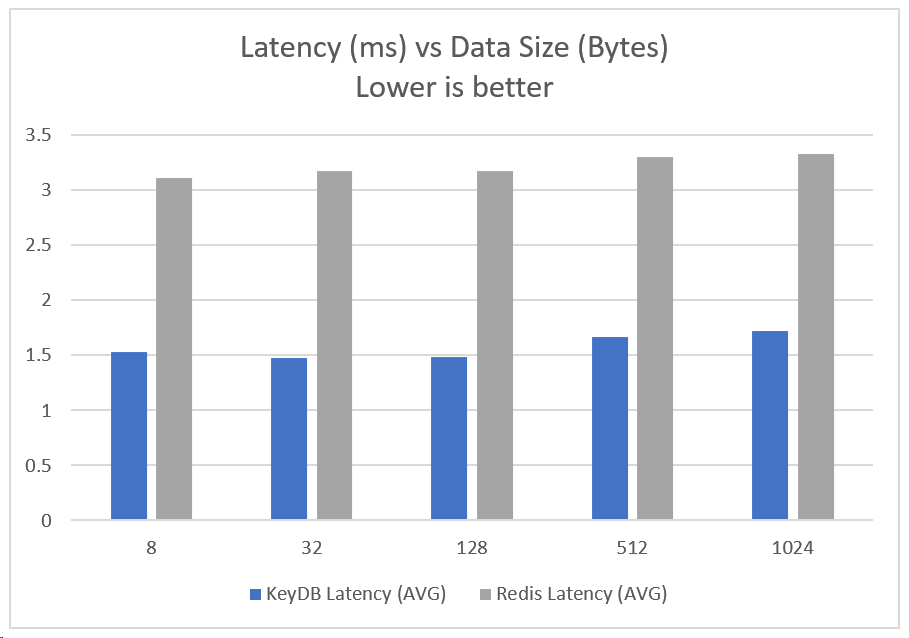 Latency (ms) vs Data Size (Bytes)
Lower is better
3.5
3
2.5
2
1.5
1
0.5
0
8 32 128 512 1024
KeyDB Latency (AVG) Redis Latency (AVG)